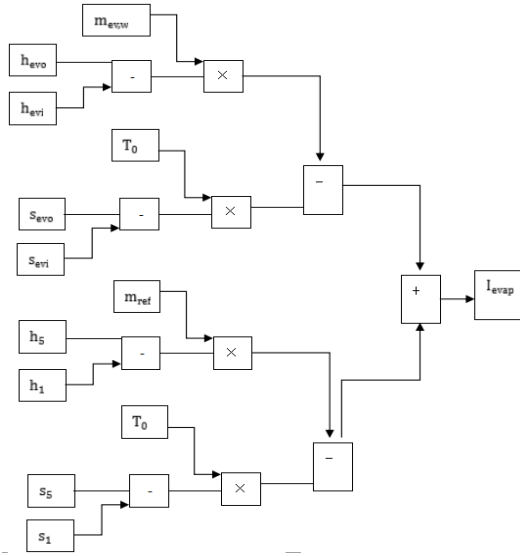 m_ev,w
h_evo
-
×
h_evi
T_0
−
s_evo
-
×
s_evi
+
I_evap
m_ref
h_5
-
×
h_1
T_0
−
s_5
-
×
s_1